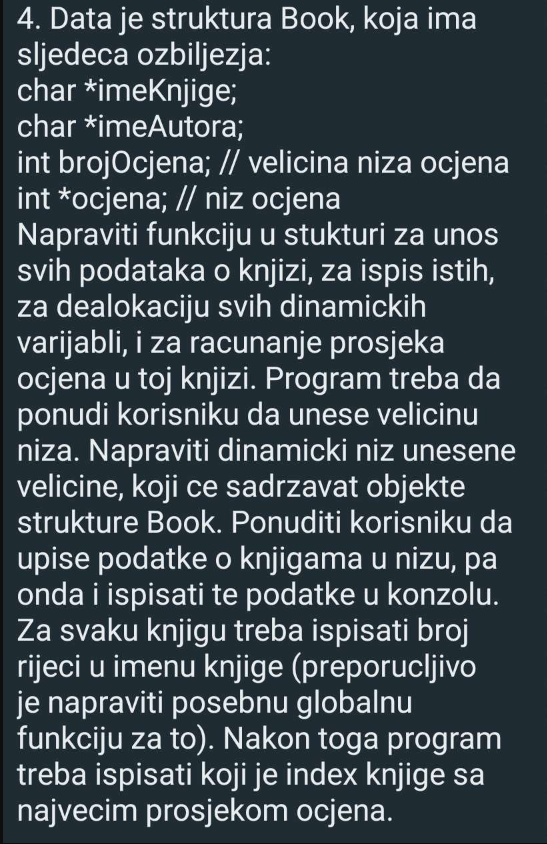 4. Data je struktura Book, koja ima
sljedeca ozbiljezja:
char *imeKnjige;
char *imeAutora;
int brojOcjena; // velicina niza ocjena
int *ocjena; // niz ocjena
Napraviti funkciju u stukturi za unos
svih podataka o knjizi, za ispis istih,
za dealokaciju svih dinamickih
varijabli, i za racunanje prosjeka
ocjena u toj knjizi. Program treba da
ponudi korisniku da unese velicinu
niza. Napraviti dinamicki niz unesene
velicine, koji ce sadrzavat objekte
strukture Book. Ponuditi korisniku da
upise podatke o knjigama u nizu, pa
onda i ispisati te podatke u konzolu.
Za svaku knjigu treba ispisati broj
rijeci u imenu knjige (preporucljivo
je napraviti posebnu globalnu
funkciju za to). Nakon toga program
treba ispisati koji je index knjige sa
najvecim prosjekom ocjena.